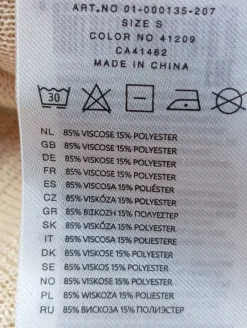 ART.NO 01-000135-207
SIZE S
COLOR NO 41209
CA41462
MADE IN CHINA
30
NL 85% VISCOSE 15% POLYESTER
GB 85% VISCOSE 15% POLYESTER
DE 85% VISKOSE 15% POLYESTER
FR 85% VISCOSE 15% POLYESTER
ES 85% VISCOSA 15% POLIÉSTER
CZ 85% VISKÓZA 15% POLYESTER
GR 85% ΒΙΣΚΟΖΗ 15% ΠΟΛΥΕΣΤΕΡ
SK 85% VISKÓZA 15% POLYESTER
IT 85% VISCOSA 15% POLIESTERE
DK 85% VISKOSE 15% POLYESTER
SE 85% VISKOS 15% POLYESTER
NO 85% VISKOSE 15% POLYESTER
PL 85% WISKOZA 15% POLIESTER
RU 85% ВИСКОЗА 15% ПОЛИЭСТЕР